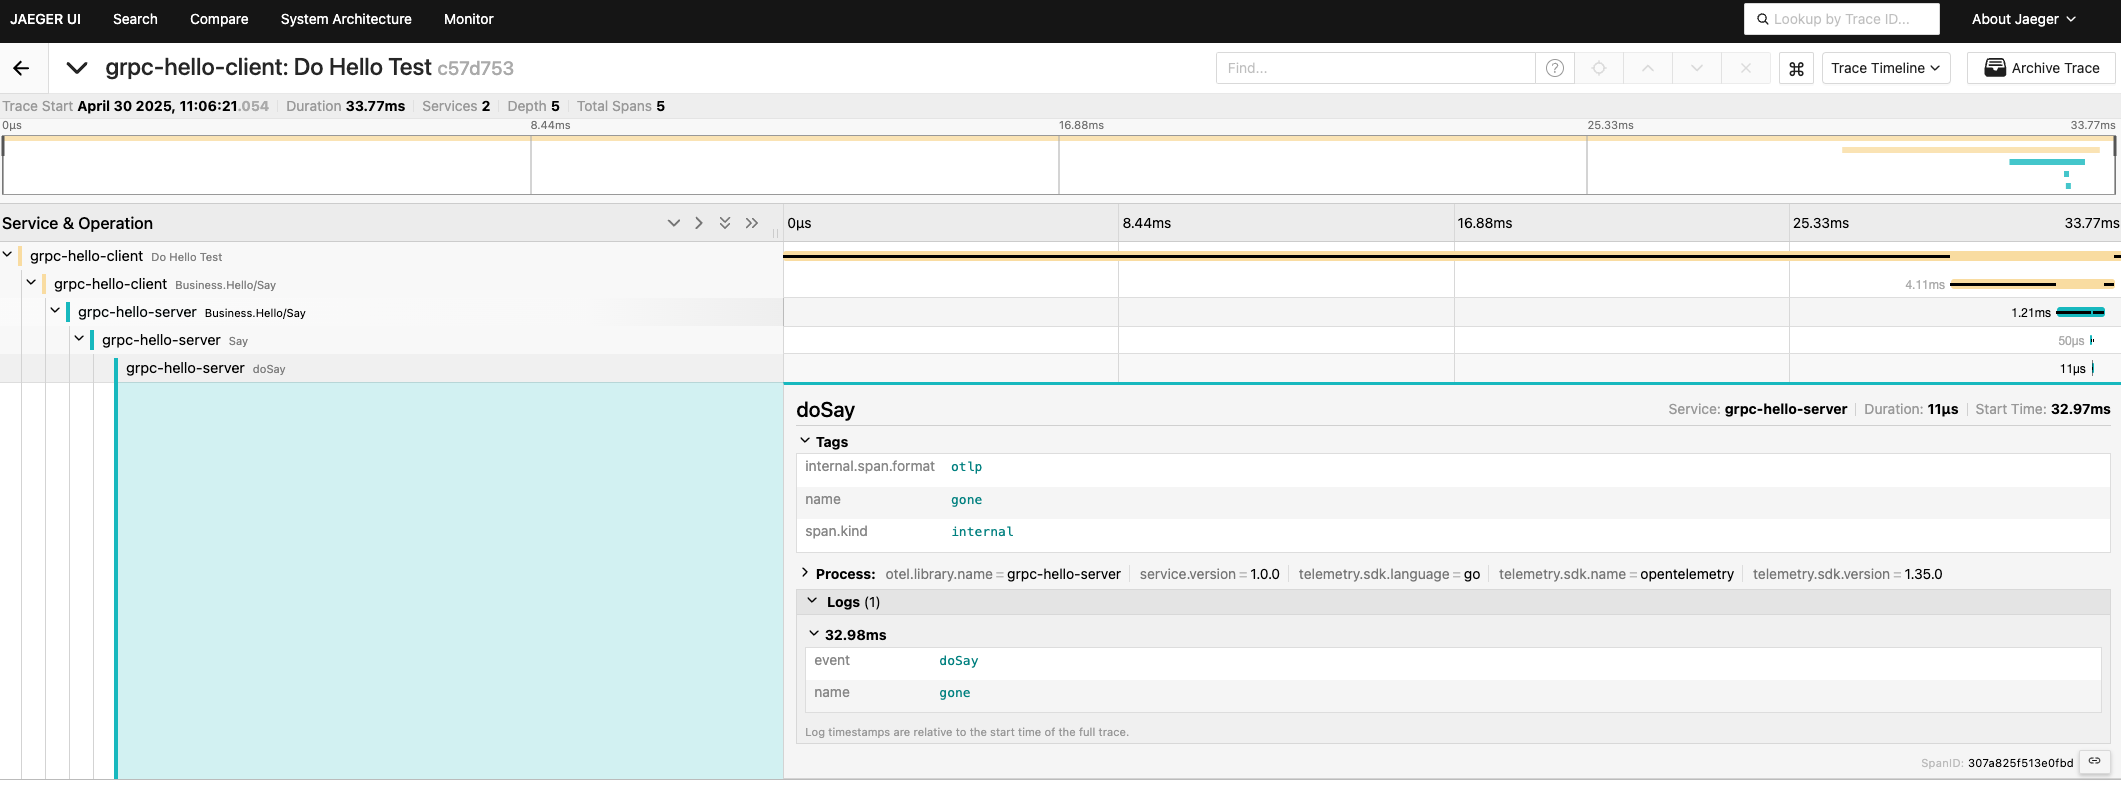 JAEGER UI Search Compare System Architecture Monitor Lookup by Trace ID... About Jaeger
grpc-hello-client: Do Hello Test c57d753 Find... Trace Timeline Archive Trace
Trace Start April 30 2025, 11:06:21.054 Duration 33.77ms Services 2 Depth 5 Total Spans 5
0μs 8.44ms 16.88ms 25.33ms 33.77ms
Service & Operation 0μs 8.44ms 16.88ms 25.33ms 33.77ms
grpc-hello-client Do Hello Test
grpc-hello-client Business.Hello/Say 4.11ms
grpc-hello-server Business.Hello/Say 1.21ms
grpc-hello-server Say 50μs
grpc-hello-server doSay 11μs
doSay Service: grpc-hello-server Duration: 11μs Start Time: 32.97ms
Tags
internal.span.format otlp
name gone
span.kind internal
Process: otel.library.name = grpc-hello-server service.version = 1.0.0 telemetry.sdk.language = go telemetry.sdk.name = opentelemetry telemetry.sdk.version = 1.35.0
Logs (1)
32.98ms
event doSay
name gone
Log timestamps are relative to the start time of the full trace.
SpanID: 307a825f513e0fbd